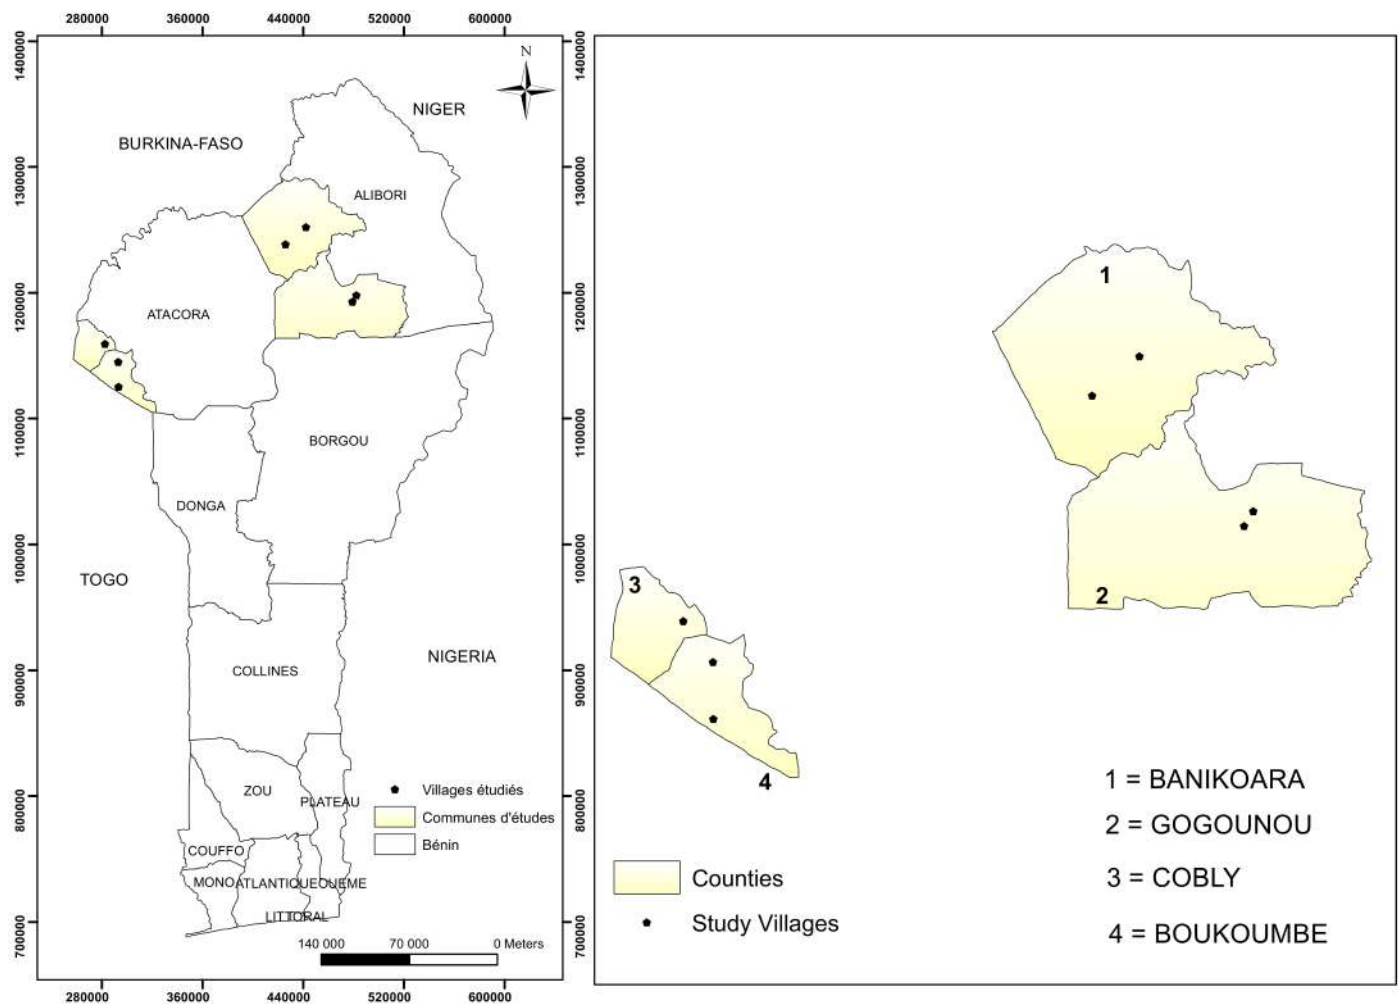 280000 360000 440000 520000 600000
1400000
1300000
1200000
1100000
1000000
900000
800000
700000
1400000
1300000
1200000
1100000
1000000
900000
800000
700000
N
NIGER
BURKINA-FASO
ALIBORI
ATACORA
BORGOU
DONGA
TOGO
NIGERIA
COLLINES
ZOU
PLATEAU
COUFFO
MONO
ATLANTIQUE
OUEME
LITTORAL
Villages étudiés
Communes d'études
Bénin
140 000 70 000 0 Meters
280000 360000 440000 520000 600000
1
2
3
4
Counties
Study Villages
1 = BANIKOARA
2 = GOGOUNOU
3 = COBLY
4 = BOUKOUMBE